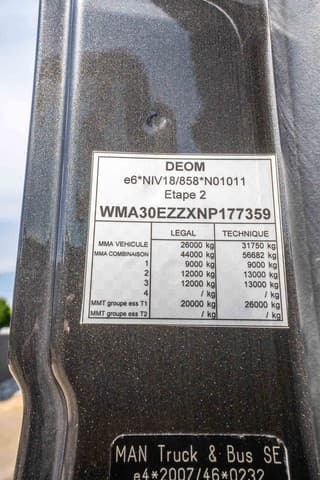 DEOM
e6*NIV18/858*N01011
Etape 2
WMA30EZZXNP177359
LEGAL TECHNIQUE
MMA VEHICULE 26000 kg 31750 kg
MMA COMBINAISON 44000 kg 56682 kg
1 9000 kg 9000 kg
2 12000 kg 13000 kg
3 12000 kg 13000 kg
4 / kg / kg
MMT groupe ess T1 20000 kg 26000 kg
MMT groupe ess T2 / kg / kg
MAN Truck & Bus SE
e4*2007/46*0232